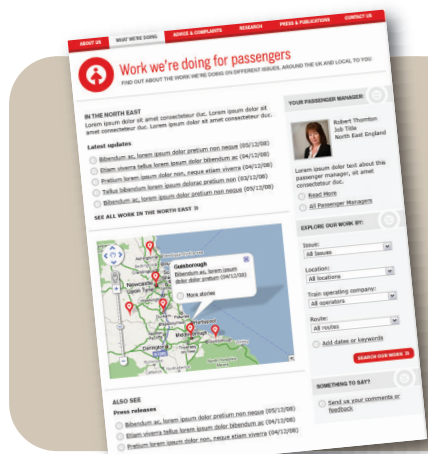 ABOUT US
WHAT WE'RE DOING
ADVICE & COMPLAINTS
RESEARCH
PRESS & PUBLICATIONS
CONTACT US
Work we're doing for passengers
FIND OUT ABOUT THE WORK WE'RE DOING ON DIFFERENT ISSUES, AROUND THE UK AND LOCAL TO YOU
IN THE NORTH EAST
Lorem ipsum dolor sit amet consectetuer duc. Lorem ipsum dolor sit
amet consectetuer duc. Lorem ipsum dolor sit amet consectetuer duc.
Latest updates
Bibendum ac, lorem ipsum dolor pretium non neque (05/12/08)
Etiam viverra tellus lorem ipsum dolor bibendum ac (04/12/08)
Pretium lorem ipsum dolor non, neque etiam viverra (04/12/08)
Tellus bibendum lorem ipsum dolorac pretium non (03/12/08)
Bibendum ac, lorem ipsum dolor pretium non neque (05/12/08)
SEE ALL WORK IN THE NORTH EAST »
Guisborough
Bibendum ac, lorem ipsum
dolor pretium non neque
More stories
Newcastle
Upon Tyne
Hartlepool
Middlesbrough
Darlington
ALSO SEE
Press releases
Bibendum ac, lorem ipsum dolor pretium non neque (05/12/08)
Etiam viverra tellus lorem ipsum dolor bibendum ac (04/12/08)
Pretium lorem ipsum dolor non, neque etiam viverra (04/12/08)
YOUR PASSENGER MANAGER:
Robert Thornton
Job Title
North East England
Lorem ipsum dolor text about this
passenger manager, sit amet
consectetuer duc.
Read More
All Passenger Managers
EXPLORE OUR WORK BY:
Issue:
All issues
Location:
All locations
Train operating company:
All operators
Route:
All routes
Add dates or keywords
SEARCH OUR WORK »
SOMETHING TO SAY?
Send us your comments or
feedback